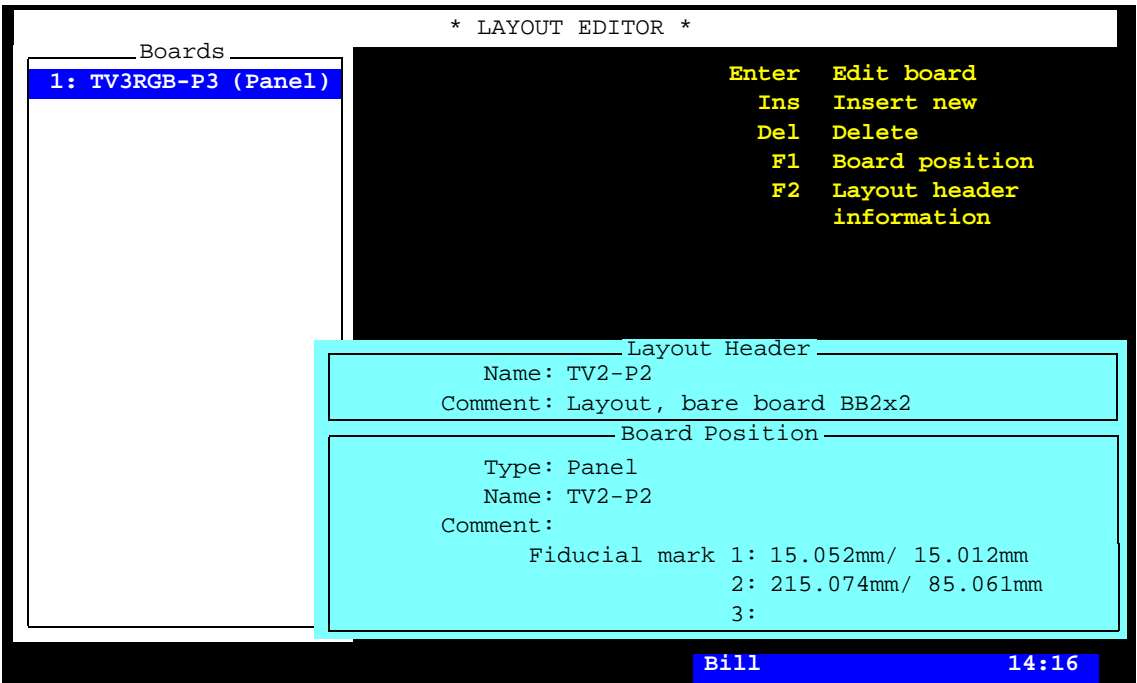 * LAYOUT EDITOR *
Boards
1: TV3RGB-P3 (Panel)
Enter Edit board
Ins Insert new
Del Delete
F1 Board position
F2 Layout header
information
Layout Header
Name: TV2-P2
Comment: Layout, bare board BB2x2
Board Position
Type: Panel
Name: TV2-P2
Comment:
Fiducial mark 1: 15.052mm/ 15.012mm
2: 215.074mm/ 85.061mm
3:
Bill 14:16